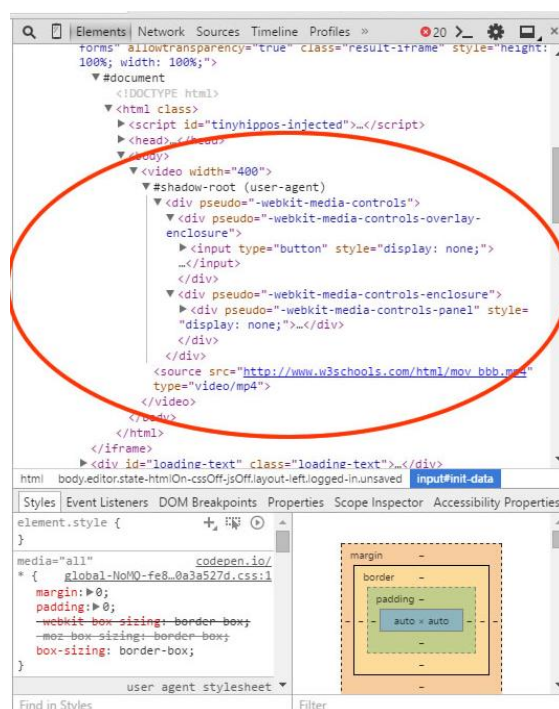 Elements Network Sources Timeline Profiles » 20
forms" allowtransparency="true" class="result-iframe" style="height:
100%; width: 100%;">
▼#document
<!DOCTYPE html>
▼<html class>
▶<script id="tinyhippos-injected">…</script>
▶<head>…</head>
▼<body>
▼<video width="400">
▼#shadow-root (user-agent)
▼<div pseudo="-webkit-media-controls">
▼<div pseudo="-webkit-media-controls-overlay-
enclosure">
▶<input type="button" style="display: none;">
…</input>
</div>
▼<div pseudo="-webkit-media-controls-enclosure">
▶<div pseudo="-webkit-media-controls-panel" style=
"display: none;">…</div>
</div>
</div>
<source src="http://www.w3schools.com/html/mov_bbb.mp4"
type="video/mp4">
</video>
</body>
</html>
</iframe>
▶<div id="loading-text" class="loading-text">…</div>
html body.editor.state-htmlOn-cssOff-jsOff.layout-left.logged-in.unsaved input#init-data
Styles Event Listeners DOM Breakpoints Properties Scope Inspector Accessibility Properties
element.style {
}
media="all" codepen.io/
* { global-NoMQ-fe8…0a3a527d.css:1
margin:▶0;
padding:▶0;
-webkit-box-sizing: border-box;
-moz-box-sizing: border-box;
box-sizing: border-box;
}
user agent stylesheet
Find in Styles
margin –
border –
padding –
– – – auto × auto – – –
–
–
–
Filter